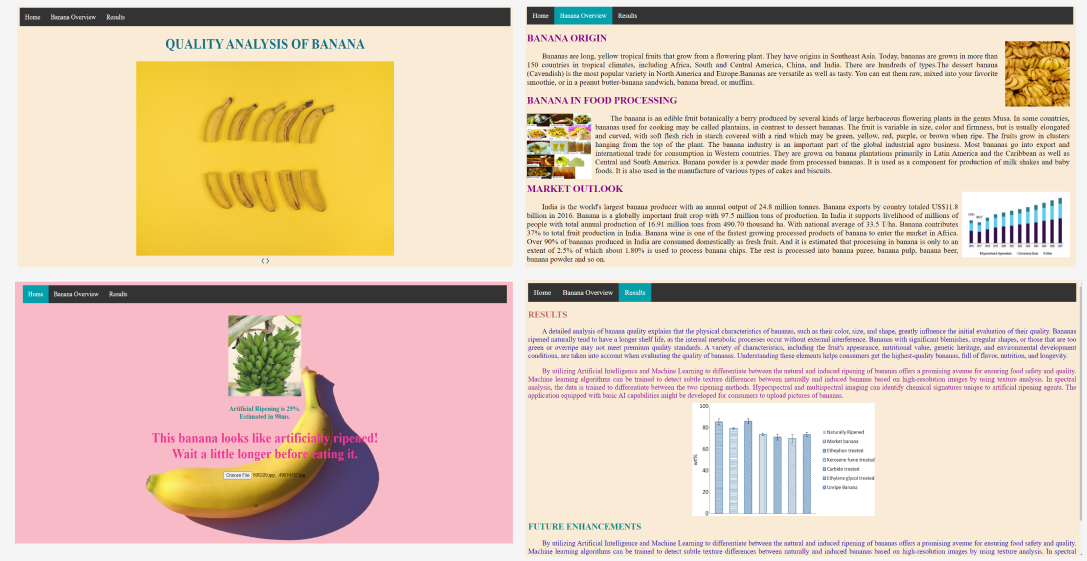 Home Banana Overview Results
QUALITY ANALYSIS OF BANANA
Home Banana Overview Results
BANANA ORIGIN
Bananas are long, yellow tropical fruits that grow from a flowering plant. They have origins in Southeast Asia. Today, bananas are grown in more than
150 countries in tropical climates, including Africa, South and Central America, China, and India. There are hundreds of types.The dessert banana
(Cavendish) is the most popular variety in North America and Europe.Bananas are versatile as well as tasty. You can eat them raw, mixed into your favorite
smoothie, or in a peanut butter-banana sandwich, banana bread, or muffins.
BANANA IN FOOD PROCESSING
The banana is an edible fruit botanically a berry produced by several kinds of large herbaceous flowering plants in the genus Musa. In some countries,
bananas used for cooking may be called plantains, in contrast to dessert bananas. The fruit is variable in size, color and firmness, but is usually elongated
and curved, with soft flesh rich in starch covered with a rind which may be green, yellow, red, purple, or brown when ripe. The fruits grow in clusters
hanging from the top of the plant. The banana industry is an important part of the global industrial agro business. Most bananas go into export and
international trade for consumption in Western countries. They are grown on banana plantations primarily in Latin America and the Caribbean as well as
Central and South America. Banana powder is a powder made from processed bananas. It is used as a component for production of milk shakes and baby
foods. It is also used in the manufacture of various types of cakes and biscuits.
MARKET OUTLOOK
India is the world's largest banana producer with an annual output of 24.8 million tonnes. Banana exports by country totaled US$11.8
billion in 2016. Banana is a globally important fruit crop with 97.5 million tons of production. In India it supports livelihood of millions of
people with total annual production of 16.91 million tons from 490.70 thousand ha. With national average of 33.5 T/ha. Banana contributes
37% to total fruit production in India. Banana wine is one of the fastest growing processed products of banana to enter the market in Africa.
Over 90% of bananas produced in India are consumed domestically as fresh fruit. And it is estimated that processing in banana is only to an
extent of 2.5% of which about 1.80% is used to process banana chips. The rest is processed into banana puree, banana pulp, banana beer,
banana powder and so on.
Home Banana Overview Results
Artificial Ripening is 29%.
Estimated in 98ms.
This banana looks like artificially ripened!
Wait a little longer before eating it.
Choose File
Home Banana Overview Results
RESULTS
A detailed analysis of banana quality explains that the physical characteristics of bananas, such as their color, size, and shape, greatly influence the initial evaluation of their quality. Bananas
ripened naturally tend to have a longer shelf life, as the internal metabolic processes occur without external interference. Bananas with significant blemishes, irregular shapes, or those that are too
green or overripe may not meet premium quality standards. A variety of characteristics, including the fruit's appearance, nutritional value, genetic heritage, and environmental development
conditions, are taken into account when evaluating the quality of bananas. Understanding these elements helps consumers get the highest-quality bananas, full of flavor, nutrition, and longevity.
By utilizing Artificial Intelligence and Machine Learning to differentiate between the natural and induced ripening of bananas offers a promising avenue for ensuring food safety and quality.
Machine learning algorithms can be trained to detect subtle texture differences between naturally and induced bananas based on high-resolution images by using texture analysis. In spectral
analysis, the data is trained to differentiate between the two ripening methods. Hyperspectral and multispectral imaging can identify chemical signatures unique to artificial ripening agents. The
application equipped with basic AI capabilities might be developed for consumers to upload pictures of bananas.
100
80
60
40
20
0
wt%
Naturally Ripened
Market banana
Ethephon treated
Kerosene fume treated
Carbide treated
Ethylene glycol treated
Unripe Banana
FUTURE ENHANCEMENTS
By utilizing Artificial Intelligence and Machine Learning to differentiate between the natural and induced ripening of bananas offers a promising avenue for ensuring food safety and quality.
Machine learning algorithms can be trained to detect subtle texture differences between naturally and induced bananas based on high-resolution images by using texture analysis. In spectral